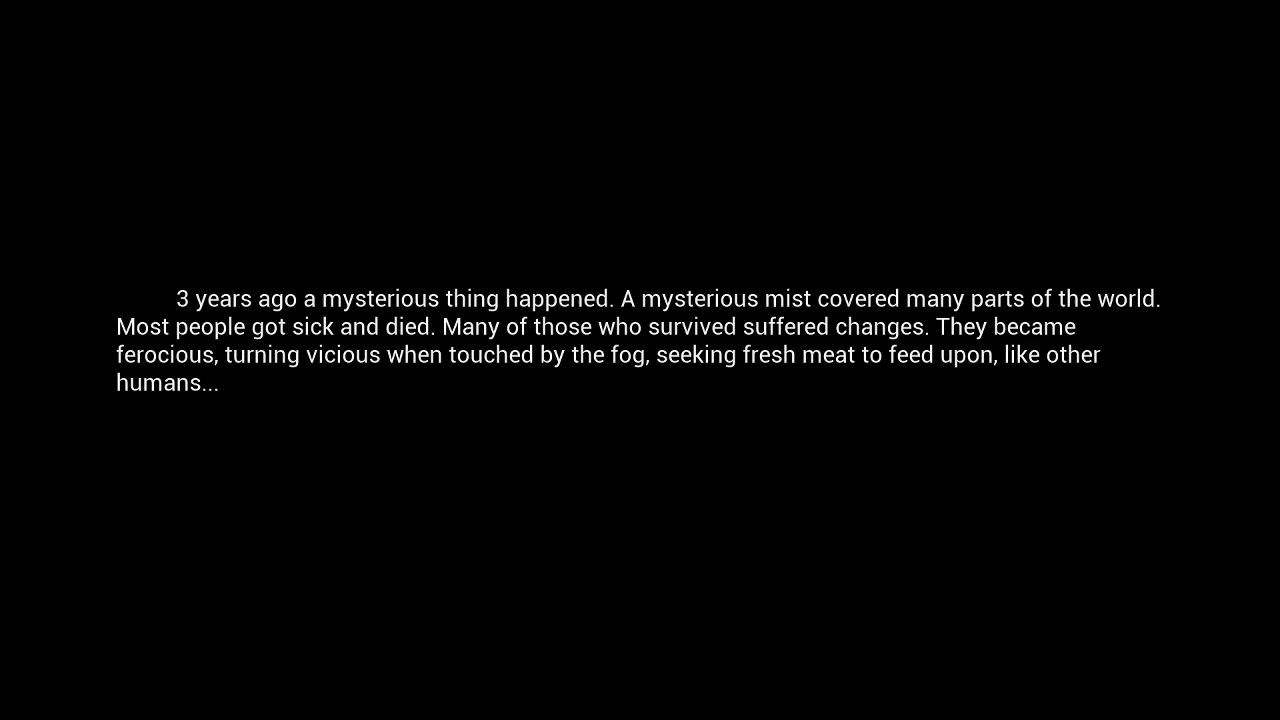 3 years ago a mysterious thing happened. A mysterious mist covered many parts of the world.
Most people got sick and died. Many of those who survived suffered changes. They became
ferocious, turning vicious when touched by the fog, seeking fresh meat to feed upon, like other
humans...